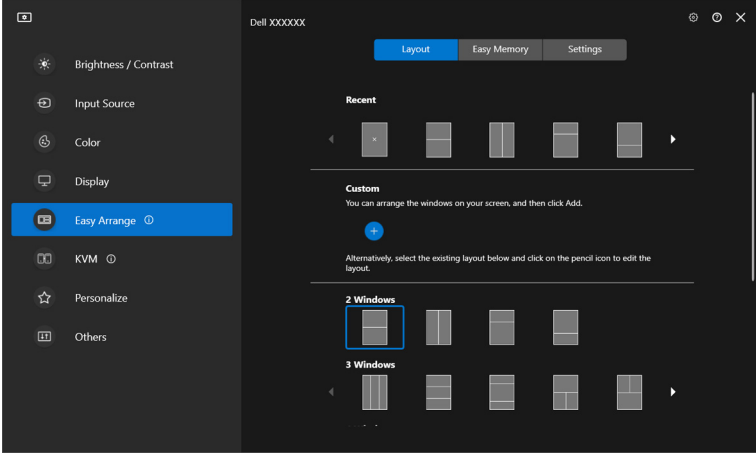 Dell XXXXXX
Layout
Easy Memory
Settings
Brightness / Contrast
Input Source
Color
Display
Easy Arrange
KVM
Personalize
Others
Recent
Custom
You can arrange the windows on your screen, and then click Add.
Alternatively, select the existing layout below and click on the pencil icon to edit the
layout.
2 Windows
3 Windows